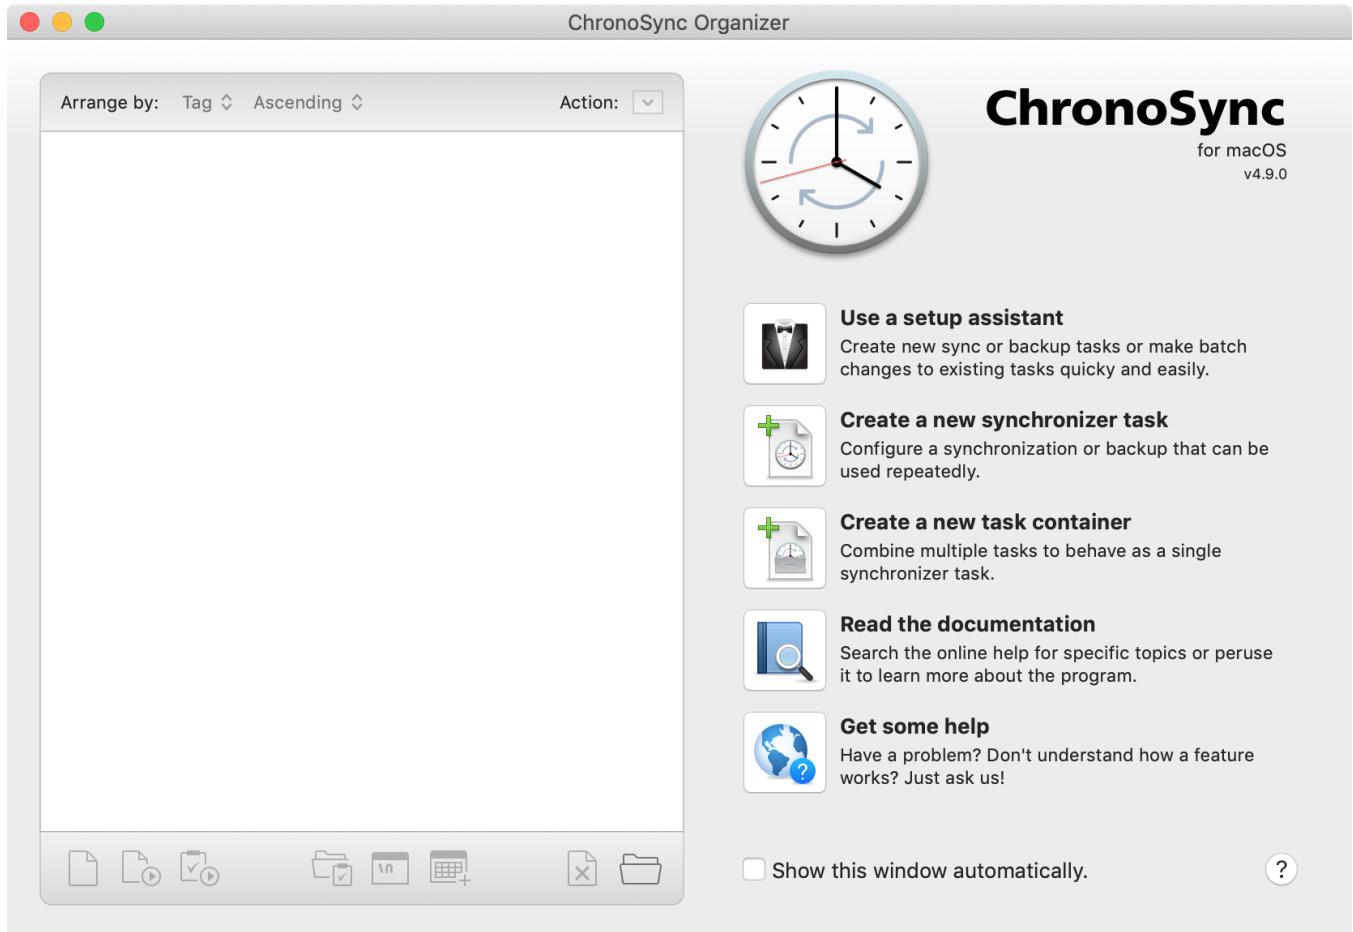 ChronoSync Organizer
Arrange by: Tag Ascending Action:
ChronoSync
for macOS
v4.9.0
Use a setup assistant
Create new sync or backup tasks or make batch
changes to existing tasks quicky and easily.
Create a new synchronizer task
Configure a synchronization or backup that can be
used repeatedly.
Create a new task container
Combine multiple tasks to behave as a single
synchronizer task.
Read the documentation
Search the online help for specific topics or peruse
it to learn more about the program.
Get some help
Have a problem? Don't understand how a feature
works? Just ask us!
Show this window automatically.
?